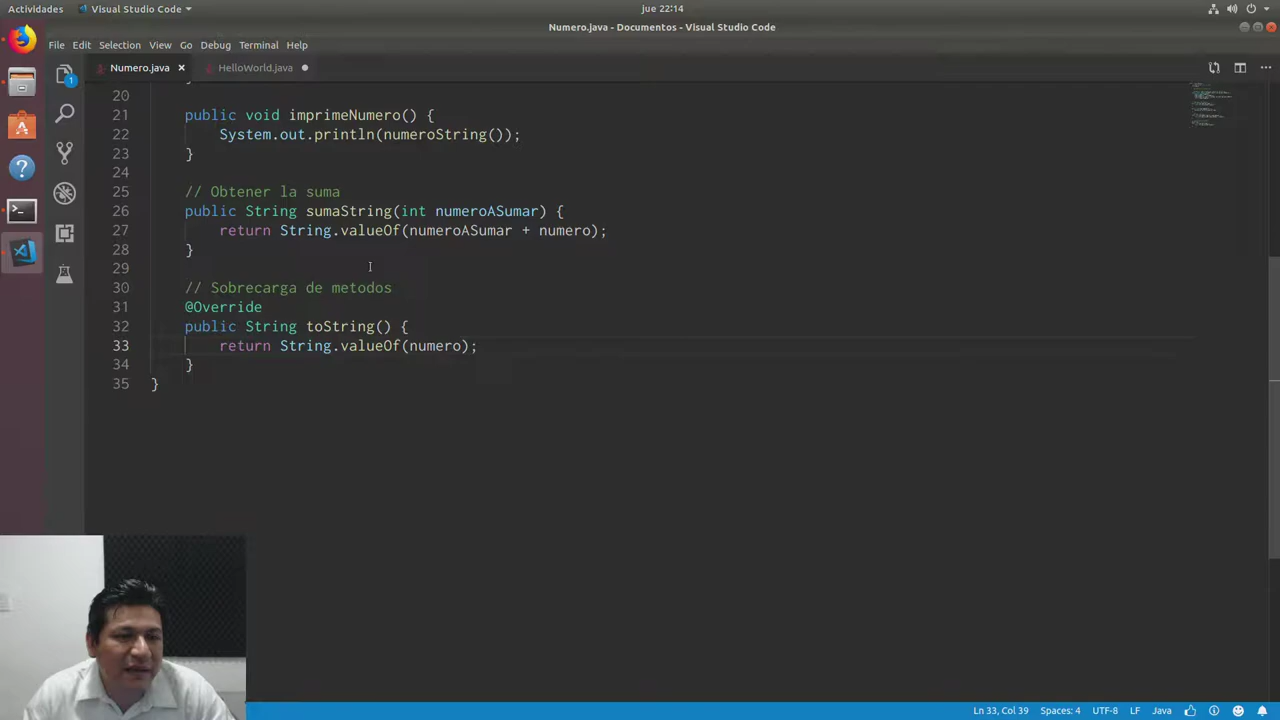 Actividades
Visual Studio Code
jue 22:14
Numero.java - Documentos - Visual Studio Code
File Edit Selection View Go Debug Terminal Help
1
Numero.java
HelloWorld.java
20
21 public void imprimeNumero() {
22 System.out.println(numeroString());
23 }
24
25 // Obtener la suma
26 public String sumaString(int numeroASumar) {
27 return String.valueOf(numeroASumar + numero);
28 }
29
30 // Sobrecarga de metodos
31 @Override
32 public String toString() {
33 return String.valueOf(numero);
34 }
35 }
Ln 33, Col 39 Spaces: 4 UTF-8 LF Java